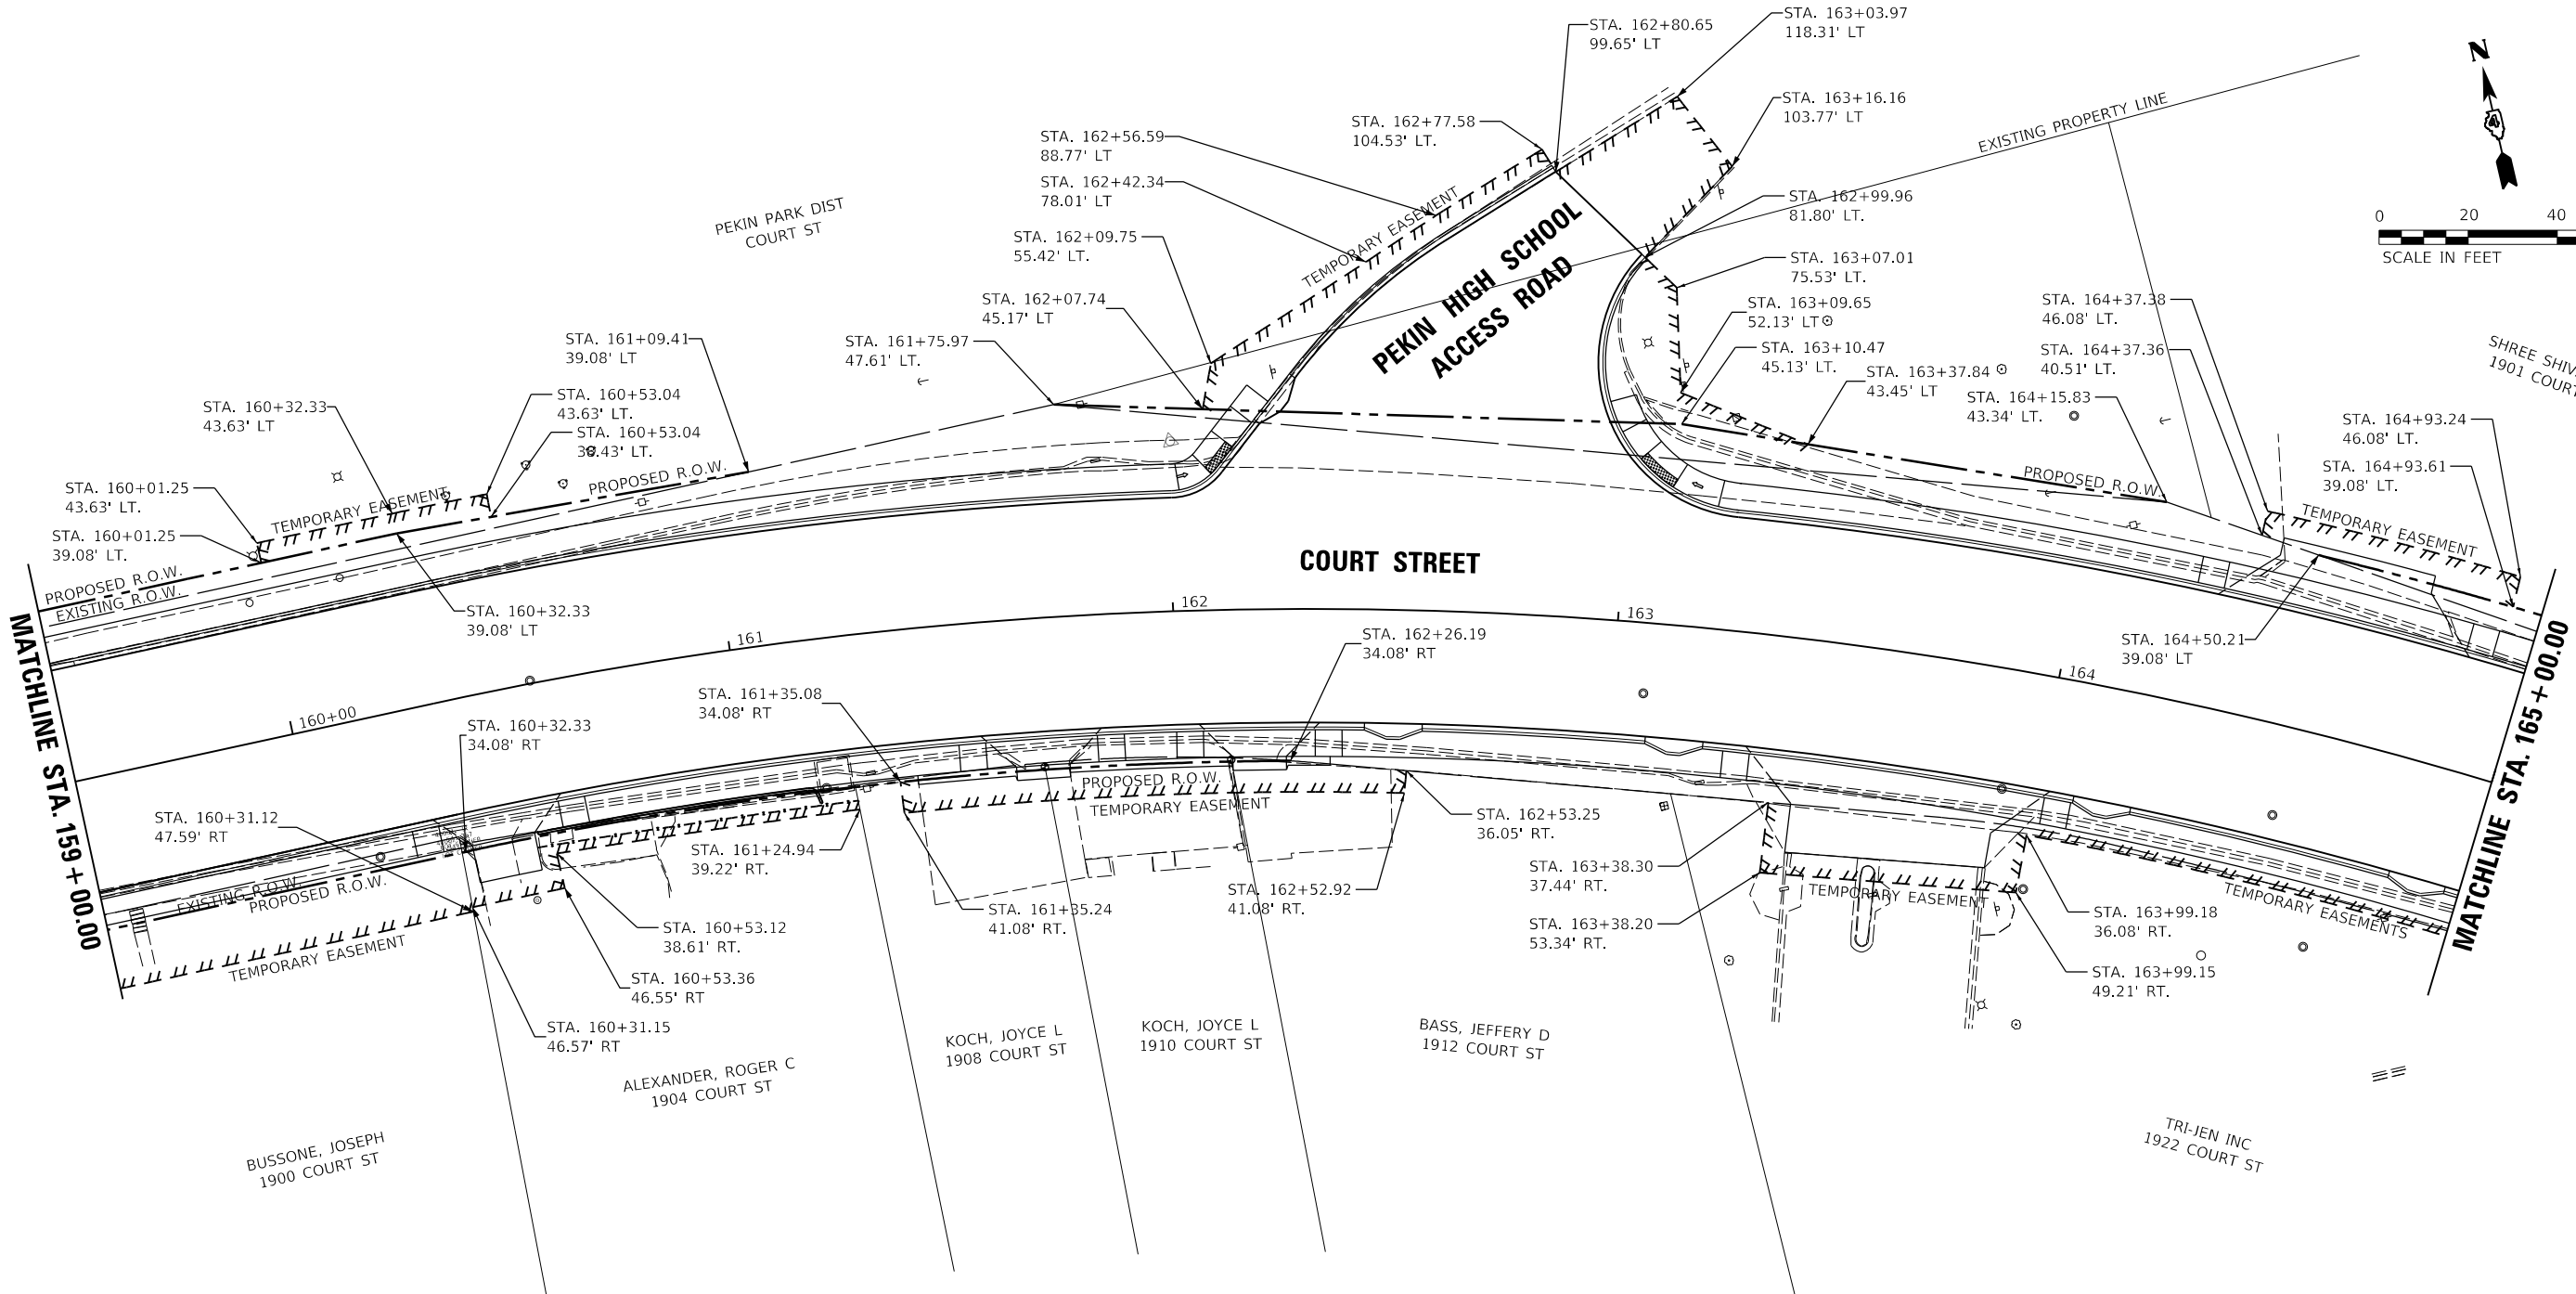 STA. 162+80.65
99.65' LT
STA. 163+03.97
118.31' LT
N
STA. 163+16.16
103.77' LT
EXISTING PROPERTY LINE
STA. 162+77.58
104.53' LT.
STA. 162+56.59
88.77' LT
STA. 162+42.34
78.01' LT
TEMPORARY EASEMENT
STA. 162+99.96
81.80' LT.
0 20 40
SCALE IN FEET
PEKIN PARK DIST
COURT ST
STA. 162+09.75
55.42' LT.
PEKIN HIGH SCHOOL
ACCESS ROAD
STA. 163+07.01
75.53' LT.
STA. 162+07.74
45.17' LT
STA. 163+09.65
52.13' LT
STA. 164+37.38
46.08' LT.
STA. 161+09.41
39.08' LT
STA. 161+75.97
47.61' LT.
STA. 163+10.47
45.13' LT.
STA. 164+37.36
40.51' LT.
SHREE SHIV
1901 COURT
STA. 163+37.84
43.45' LT
STA. 164+15.83
43.34' LT.
STA. 160+32.33
43.63' LT
STA. 160+53.04
43.63' LT.
STA. 160+53.04
38.43' LT.
STA. 164+93.24
46.08' LT.
STA. 164+93.61
39.08' LT.
STA. 160+01.25
43.63' LT.
TEMPORARY EASEMENT
PROPOSED R.O.W.
PROPOSED R.O.W.
TEMPORARY EASEMENT
STA. 160+01.25
39.08' LT.
COURT STREET
PROPOSED R.O.W.
EXISTING R.O.W.
STA. 160+32.33
39.08' LT
162
163
161
164
160+00
STA. 162+26.19
34.08' RT
STA. 164+50.21
39.08' LT
MATCHLINE STA. 159+00.00
MATCHLINE STA. 165+00.00
STA. 161+35.08
34.08' RT
STA. 160+32.33
34.08' RT
PROPOSED R.O.W.
TEMPORARY EASEMENT
STA. 160+31.12
47.59' RT
STA. 162+53.25
36.05' RT.
STA. 161+24.94
39.22' RT.
STA. 163+38.30
37.44' RT.
EXISTING R.O.W.
PROPOSED R.O.W.
STA. 161+35.24
41.08' RT.
STA. 162+52.92
41.08' RT.
TEMPORARY EASEMENT
TEMPORARY EASEMENTS
STA. 163+38.20
53.34' RT.
STA. 163+99.18
36.08' RT.
STA. 160+53.12
38.61' RT.
TEMPORARY EASEMENT
STA. 160+53.36
46.55' RT
STA. 163+99.15
49.21' RT.
STA. 160+31.15
46.57' RT
KOCH, JOYCE L
1908 COURT ST
KOCH, JOYCE L
1910 COURT ST
BASS, JEFFERY D
1912 COURT ST
ALEXANDER, ROGER C
1904 COURT ST
BUSSONE, JOSEPH
1900 COURT ST
TRI-JEN INC
1922 COURT ST